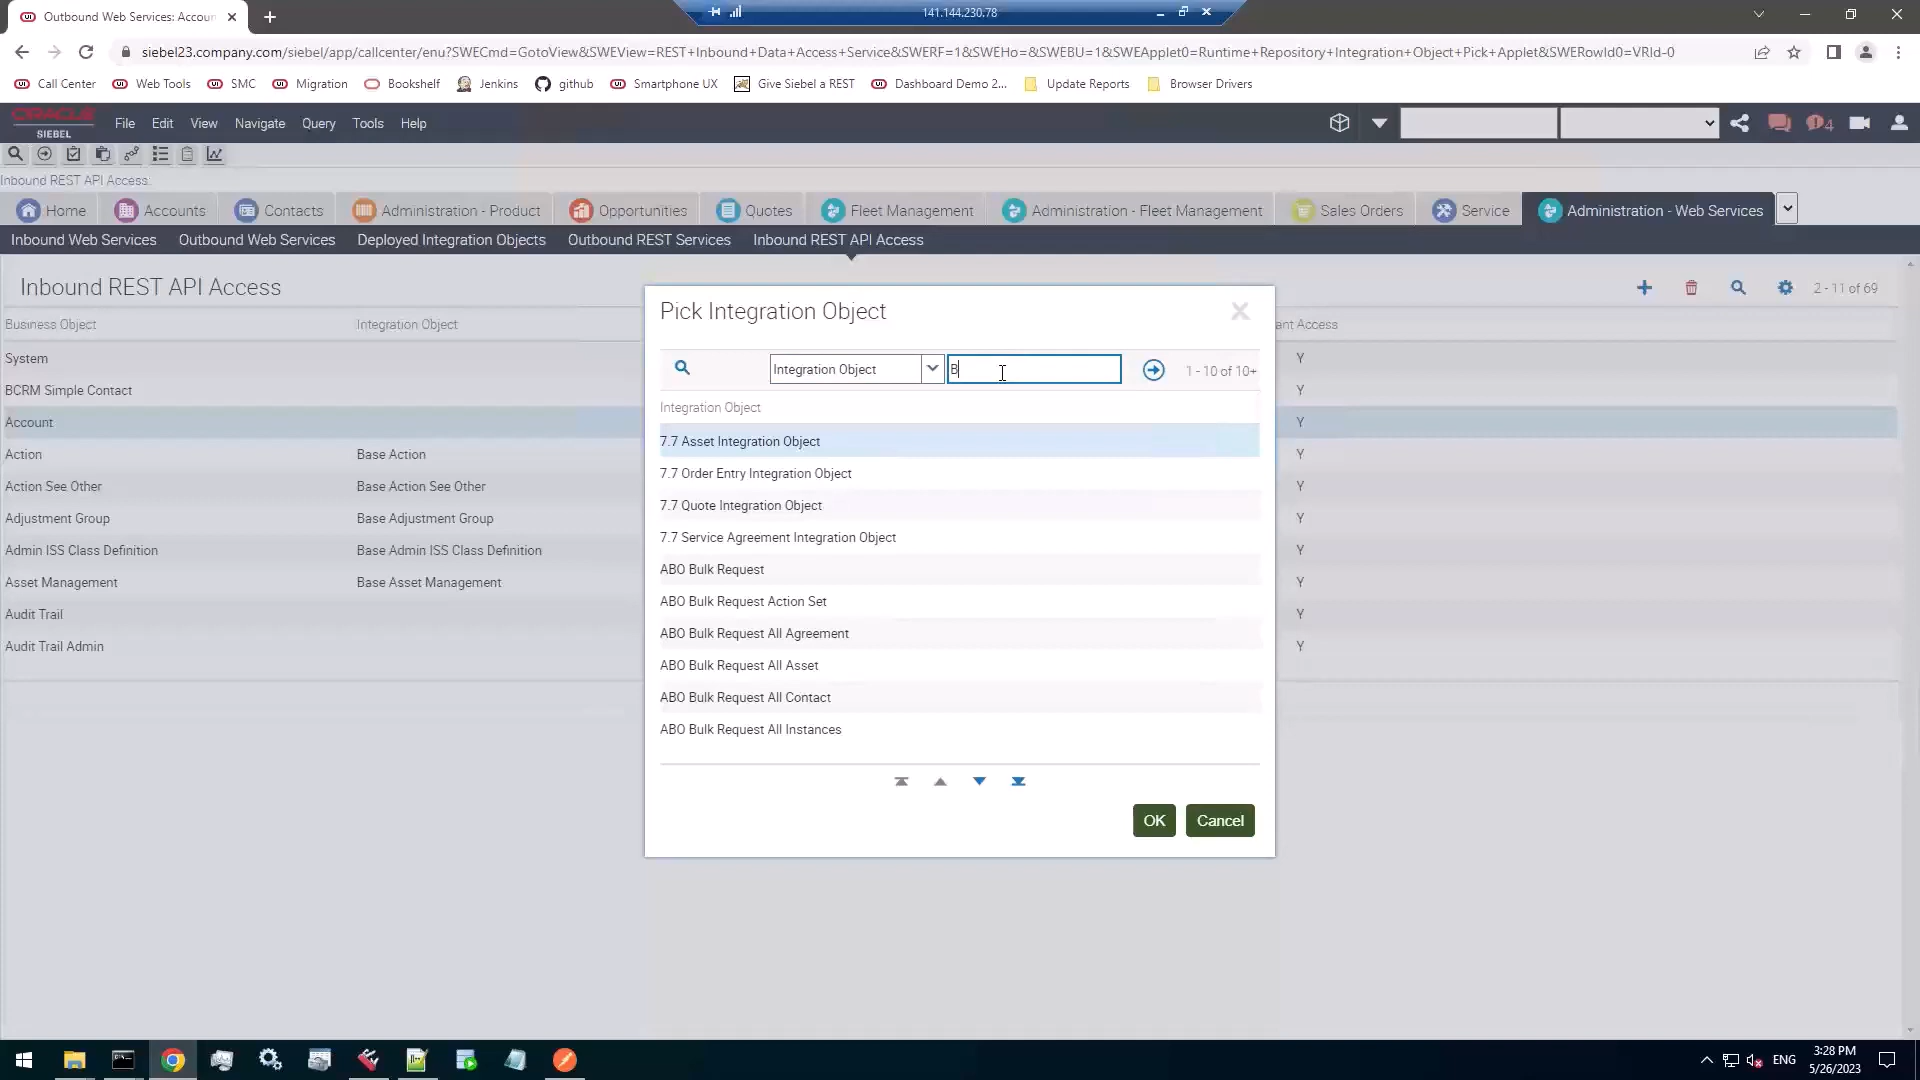 Outbound Web Services: Accou
141.144.230.78
siebel23.company.com/siebel/app/callcenter/enu?SWECmd=GotoView&SWEView=REST+Inbound+Data+Access+Service&SWERF=1&SWEHo=&SWEBU=1&SWEApplet0=Runtime+Repository+Integration+Object+Pick+Applet&SWERowId0=VRId-0
Call Center Web Tools SMC Migration Bookshelf Jenkins github Smartphone UX Give Siebel a REST Dashboard Demo 2... Update Reports Browser Drivers
ORACLE
SIEBEL
File Edit View Navigate Query Tools Help
4
Inbound REST API Access:
Home Accounts Contacts Administration - Product Opportunities Quotes Fleet Management Administration - Fleet Management Sales Orders Service Administration - Web Services
Inbound Web Services Outbound Web Services Deployed Integration Objects Outbound REST Services Inbound REST API Access
Inbound REST API Access
2 - 11 of 69
Business Object Integration Object ant Access
System Y
BCRM Simple Contact Y
Account Y
Action Base Action Y
Action See Other Base Action See Other Y
Adjustment Group Base Adjustment Group Y
Admin ISS Class Definition Base Admin ISS Class Definition Y
Asset Management Base Asset Management Y
Audit Trail Y
Audit Trail Admin Y
Pick Integration Object
Integration Object B 1 - 10 of 10+
Integration Object
7.7 Asset Integration Object
7.7 Order Entry Integration Object
7.7 Quote Integration Object
7.7 Service Agreement Integration Object
ABO Bulk Request
ABO Bulk Request Action Set
ABO Bulk Request All Agreement
ABO Bulk Request All Asset
ABO Bulk Request All Contact
ABO Bulk Request All Instances
OK Cancel
ENG
3:28 PM
5/26/2023